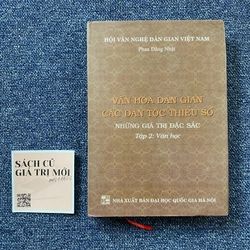 HỘI VĂN NGHỆ DÂN GIAN VIỆT NAM
Phan Đăng Nhật
VĂN HÓA DÂN GIAN
CÁC DÂN TỘC THIỂU SỐ
NHỮNG GIÁ TRỊ ĐẶC SẮC
Tập 2: Văn học
NHÀ XUẤT BẢN ĐẠI HỌC QUỐC GIA HÀ NỘI
SÁCH CŨ
GIÁ TRỊ MỚI